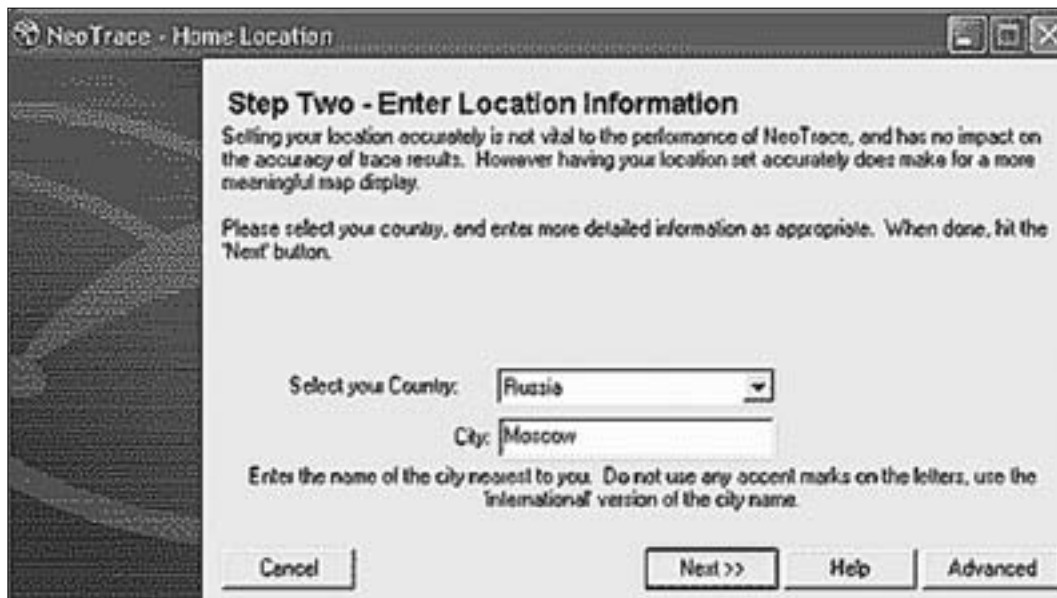 NeoTrace - Home Location
Step Two - Enter Location Information
Setting your location accurately is not vital to the performance of NeoTrace, and has no impact on
the accuracy of trace results. However having your location set accurately does make for a more
meaningful map display.
Please select your country, and enter more detailed information as appropriate. When done, hit the
'Next' button.
Select your Country: Russia
City: Moscow
Enter the name of the city nearest to you. Do not use any accent marks on the letters, use the
'international' version of the city name.
Cancel Next >> Help Advanced